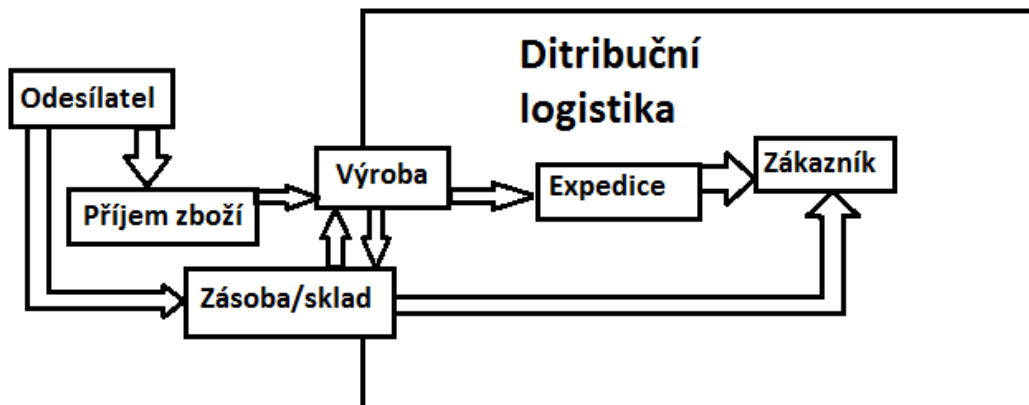 Ditribuční
logistika
Odesílatel
Příjem zboží
Výroba
Expedice
Zákazník
Zásoba/sklad